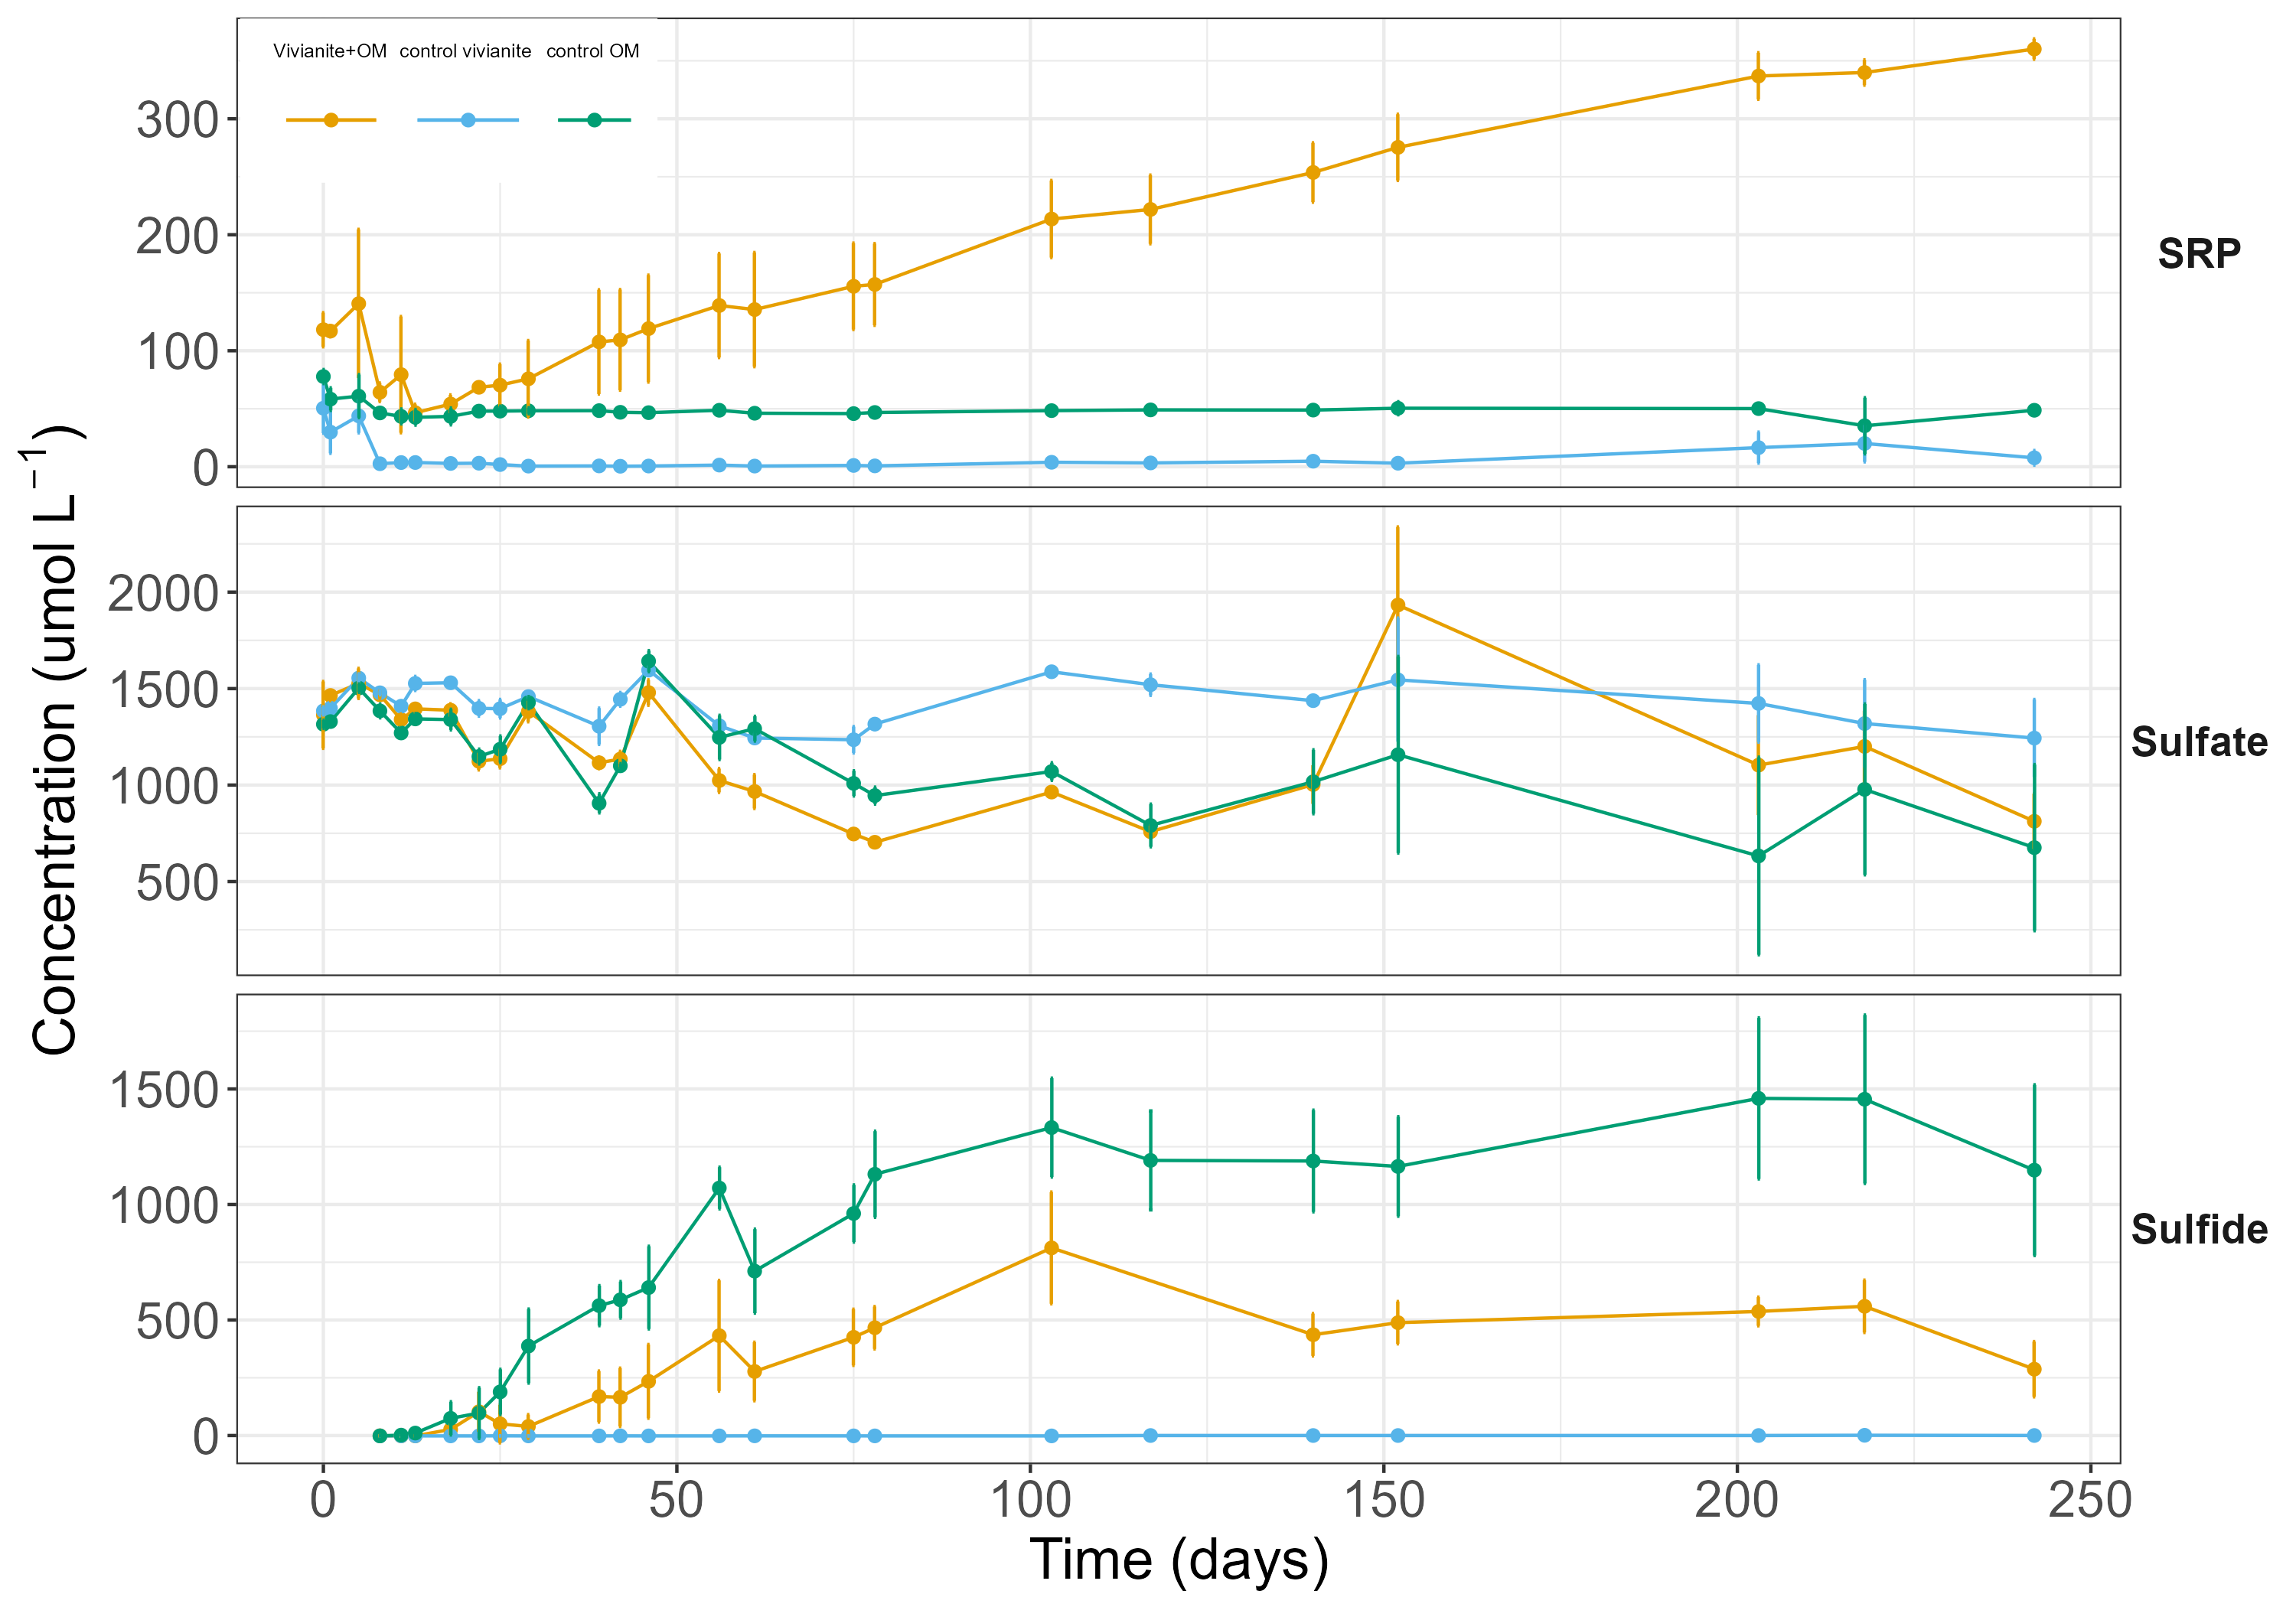 Vivianite+OM control vivianite control OM
300
200
100
0
SRP
2000
1500
1000
500
Sulfate
1500
1000
500
0
Sulfide
0 50 100 150 200 250
Time (days)
Concentration (umol L⁻¹)